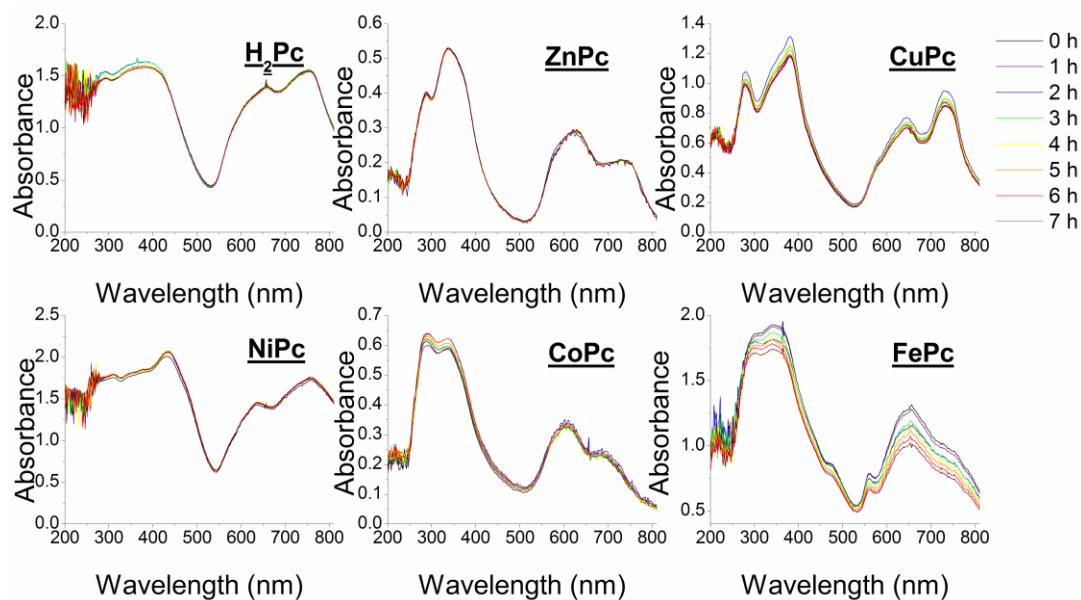 H2Pc
Absorbance
2.0
1.5
1.0
0.5
0.0
200 300 400 500 600 700 800
Wavelength (nm)
ZnPc
Absorbance
0.6
0.5
0.4
0.3
0.2
0.1
0.0
200 300 400 500 600 700 800
Wavelength (nm)
CuPc
Absorbance
1.4
1.2
1.0
0.8
0.6
0.4
0.2
0.0
200 300 400 500 600 700 800
Wavelength (nm)
0 h
1 h
2 h
3 h
4 h
5 h
6 h
7 h
NiPc
Absorbance
2.5
2.0
1.5
1.0
0.5
0.0
200 300 400 500 600 700 800
Wavelength (nm)
CoPc
Absorbance
0.7
0.6
0.5
0.4
0.3
0.2
0.1
0.0
200 300 400 500 600 700 800
Wavelength (nm)
FePc
Absorbance
2.0
1.5
1.0
0.5
200 300 400 500 600 700 800
Wavelength (nm)